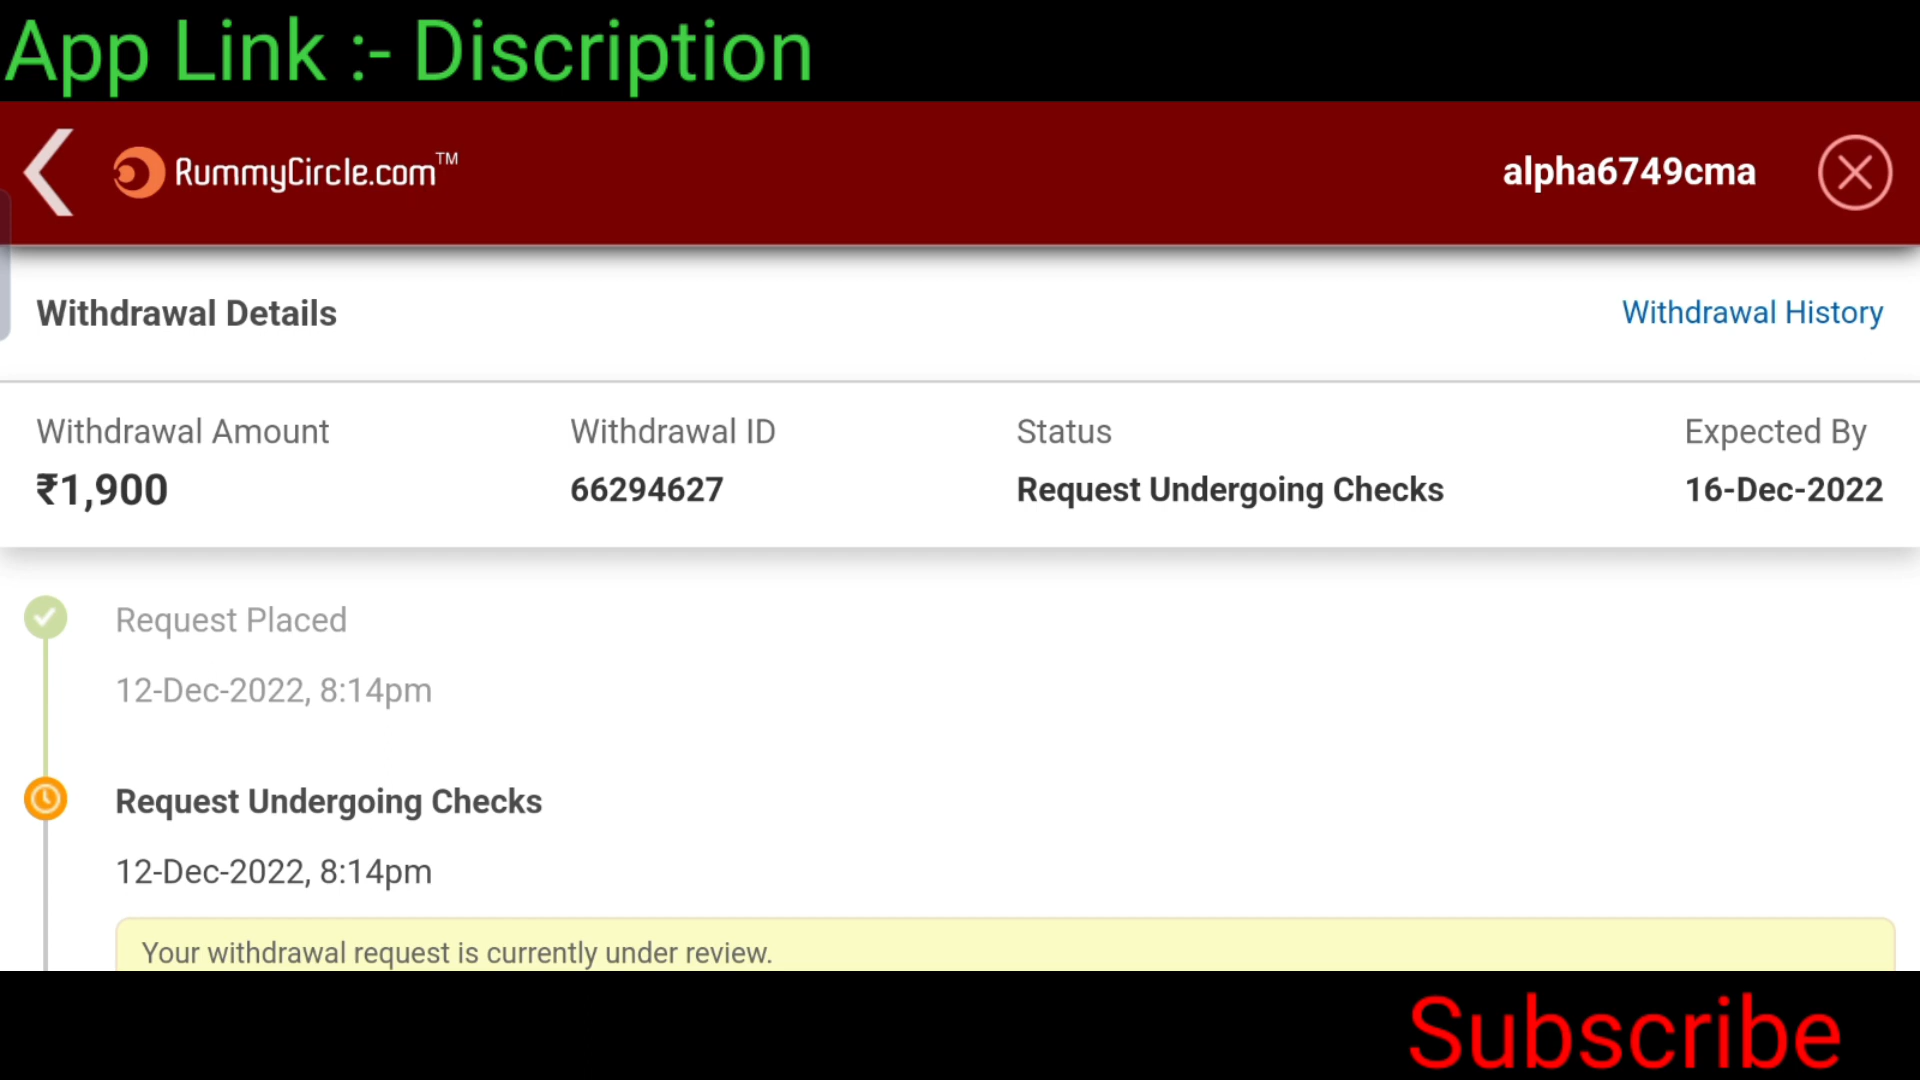 App Link :- Discription
RummyCircle.com™
alpha6749cma
Withdrawal Details
Withdrawal History
Withdrawal Amount
₹1,900
Withdrawal ID
66294627
Status
Request Undergoing Checks
Expected By
16-Dec-2022
Request Placed
12-Dec-2022, 8:14pm
Request Undergoing Checks
12-Dec-2022, 8:14pm
Your withdrawal request is currently under review.
Subscribe